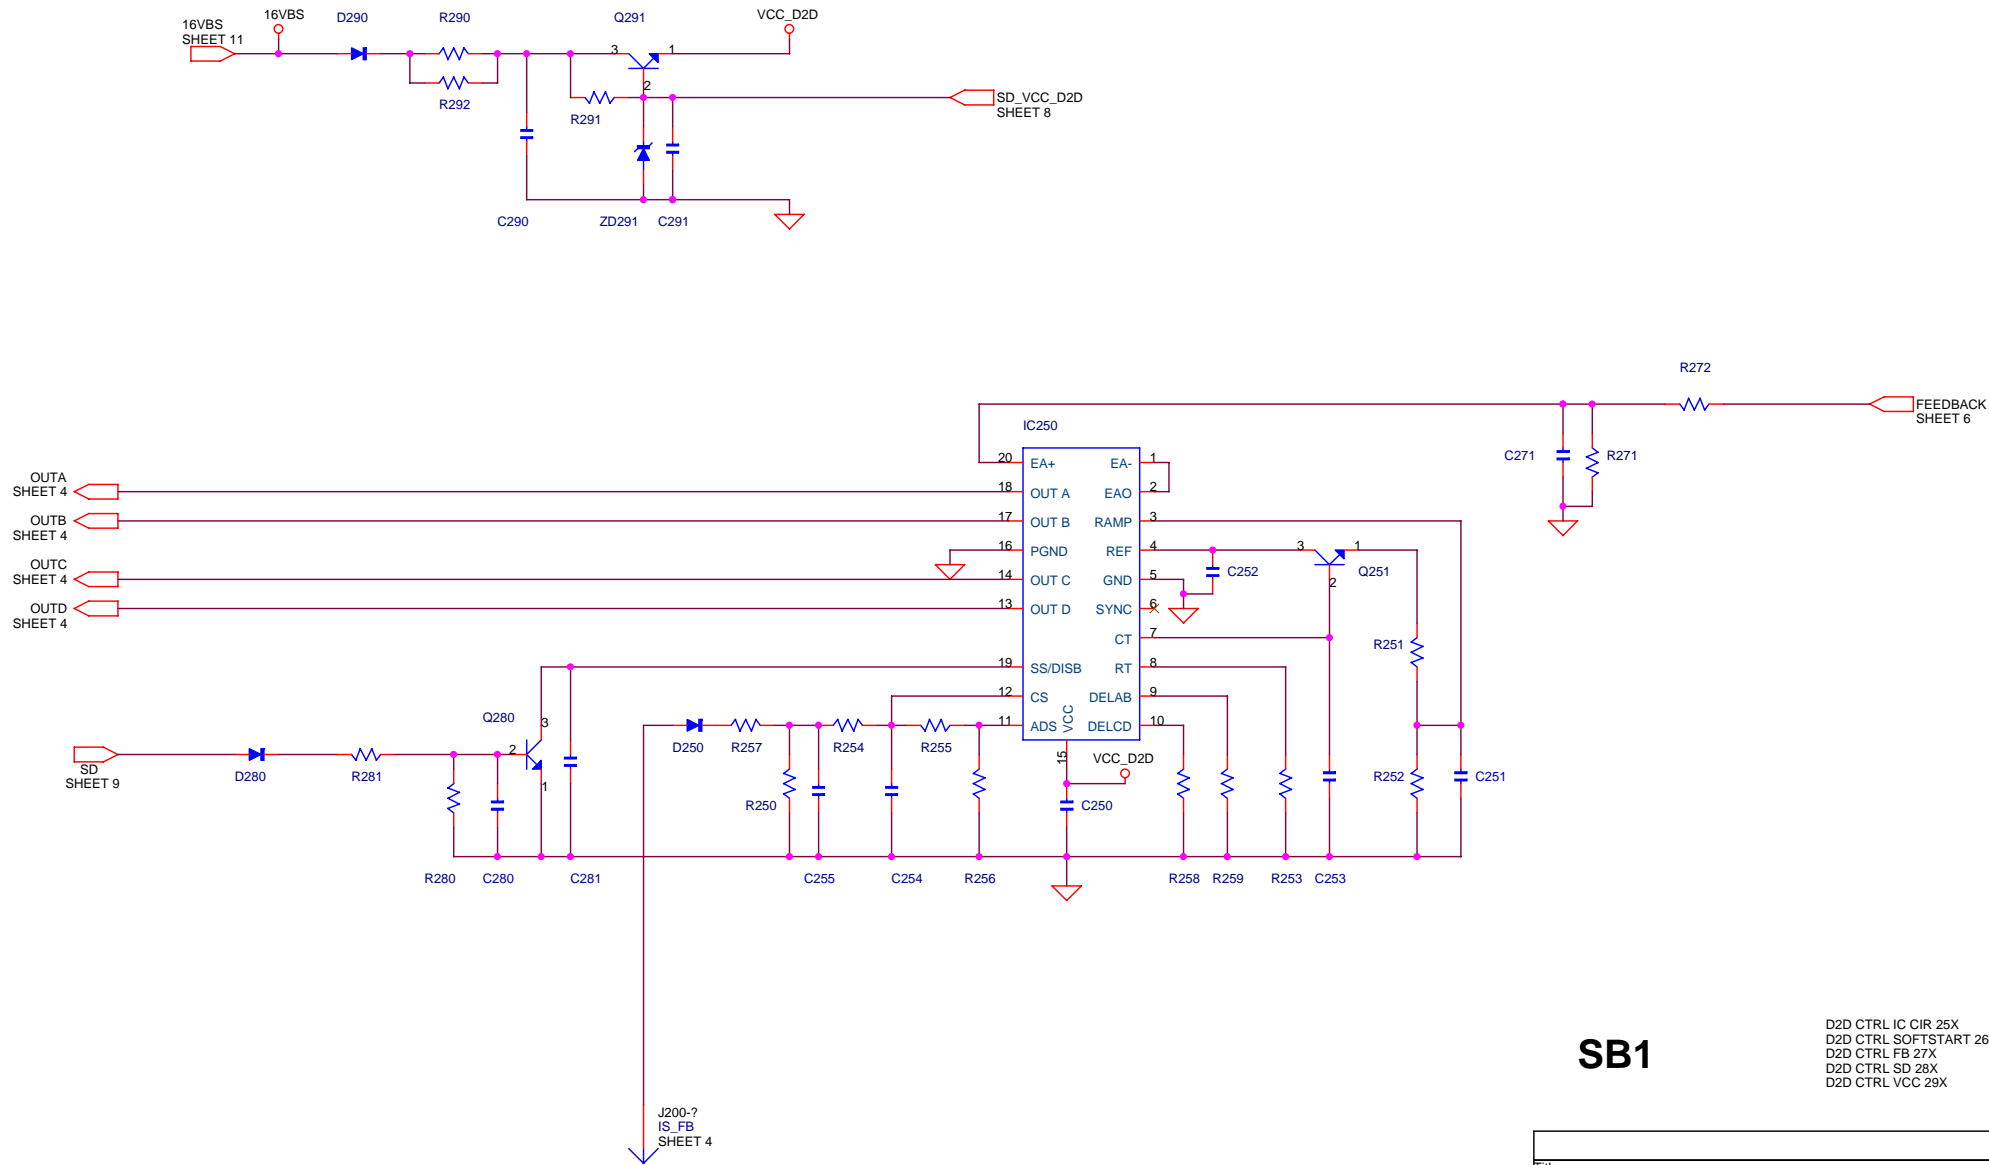 16VBS
SHEET 11
16VBS
D290
R290
R292
Q291
3
1
2
VCC_D2D
R291
SD_VCC_D2D
SHEET 8
C290
ZD291
C291
R272
FEEDBACK
SHEET 6
C271
R271
IC250
OUTA
SHEET 4
OUTB
SHEET 4
OUTC
SHEET 4
OUTD
SHEET 4
20 EA+
18 OUT A
17 OUT B
16 PGND
14 OUT C
13 OUT D
19 SS/DISB
12 CS
11 ADS
VCC
15
EA- 1
EAO 2
RAMP 3
REF 4
GND 5
SYNC 6
CT 7
RT 8
DELAB 9
DELCD 10
C252
3
1
2
Q251
R251
R252
C251
Q280
3
2
1
SD
SHEET 9
D280
R281
R280
C280
C281
D250
R257
R254
R255
R250
C255
C254
R256
VCC_D2D
C250
R258
R259
R253
C253
J200-?
IS_FB
SHEET 4
SB1
D2D CTRL IC CIR 25X
D2D CTRL SOFTSTART 26
D2D CTRL FB 27X
D2D CTRL SD 28X
D2D CTRL VCC 29X